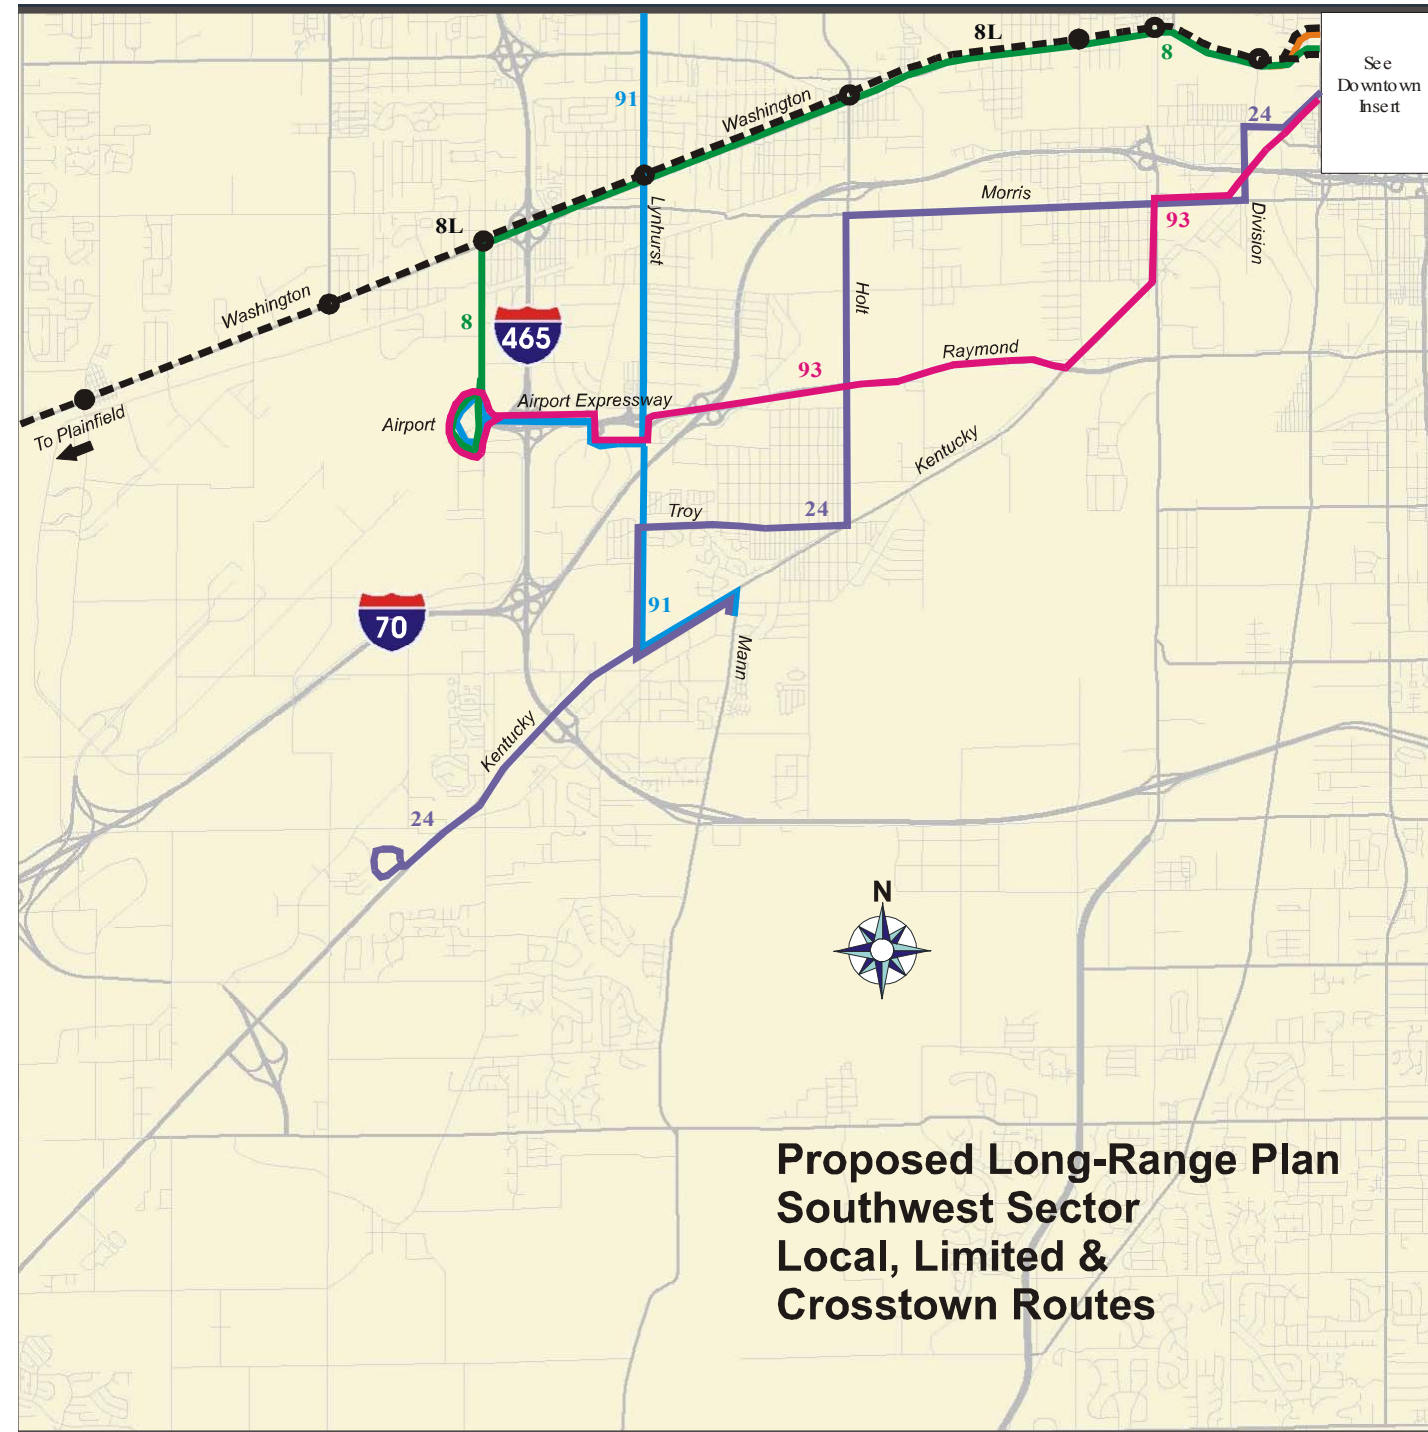 8L
8
See
Downtown
Insert
91
Washington
24
Morris
Lynhurst
93
Division
8L
Washington
8
465
Holt
Raymond
93
Airport Expressway
Airport
To Plainfield
Kentucky
Troy
24
91
70
Mann
Kentucky
24
N
Proposed Long-Range Plan
Southwest Sector
Local, Limited &
Crosstown Routes